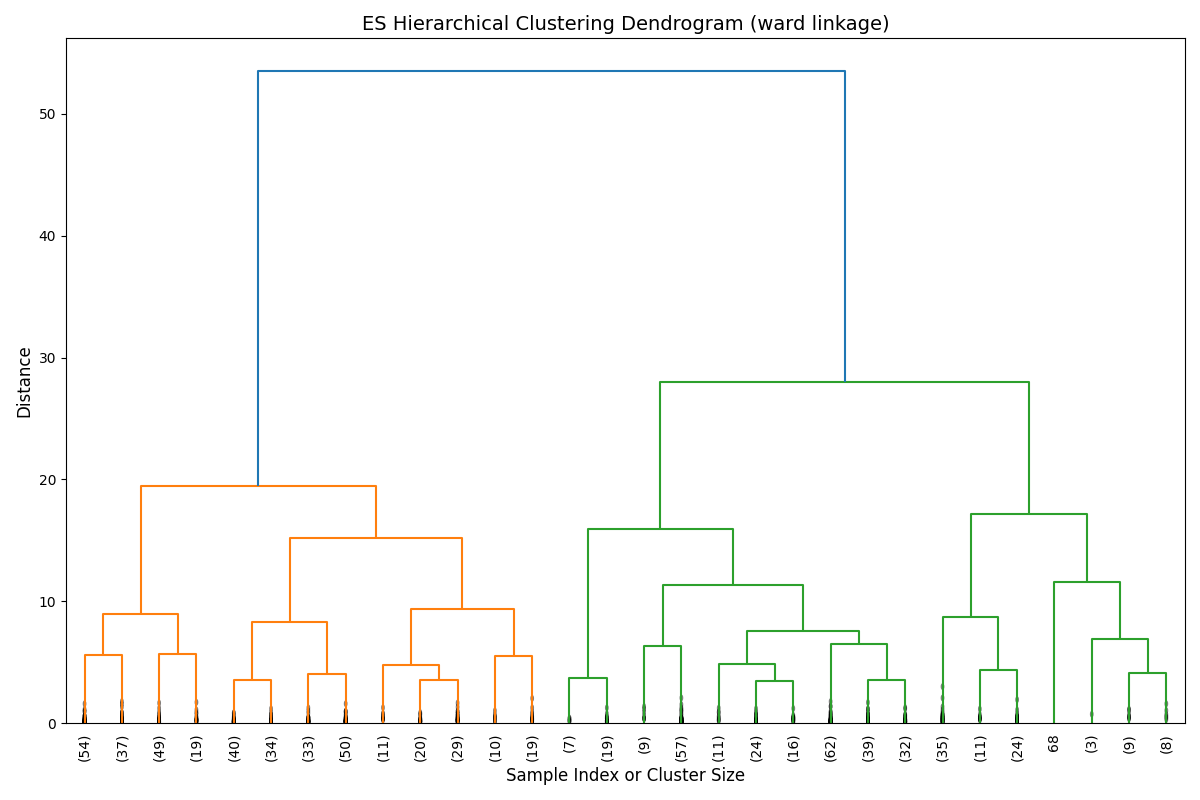 ES Hierarchical Clustering Dendrogram (ward linkage)
50
40
30
20
10
0
Distance
(54) (37) (49) (19) (40) (34) (33) (50) (11) (20) (29) (10) (19) (7) (19) (9) (57) (11) (24) (16) (62) (39) (32) (35) (11) (24) 68 (3) (9) (8)
Sample Index or Cluster Size